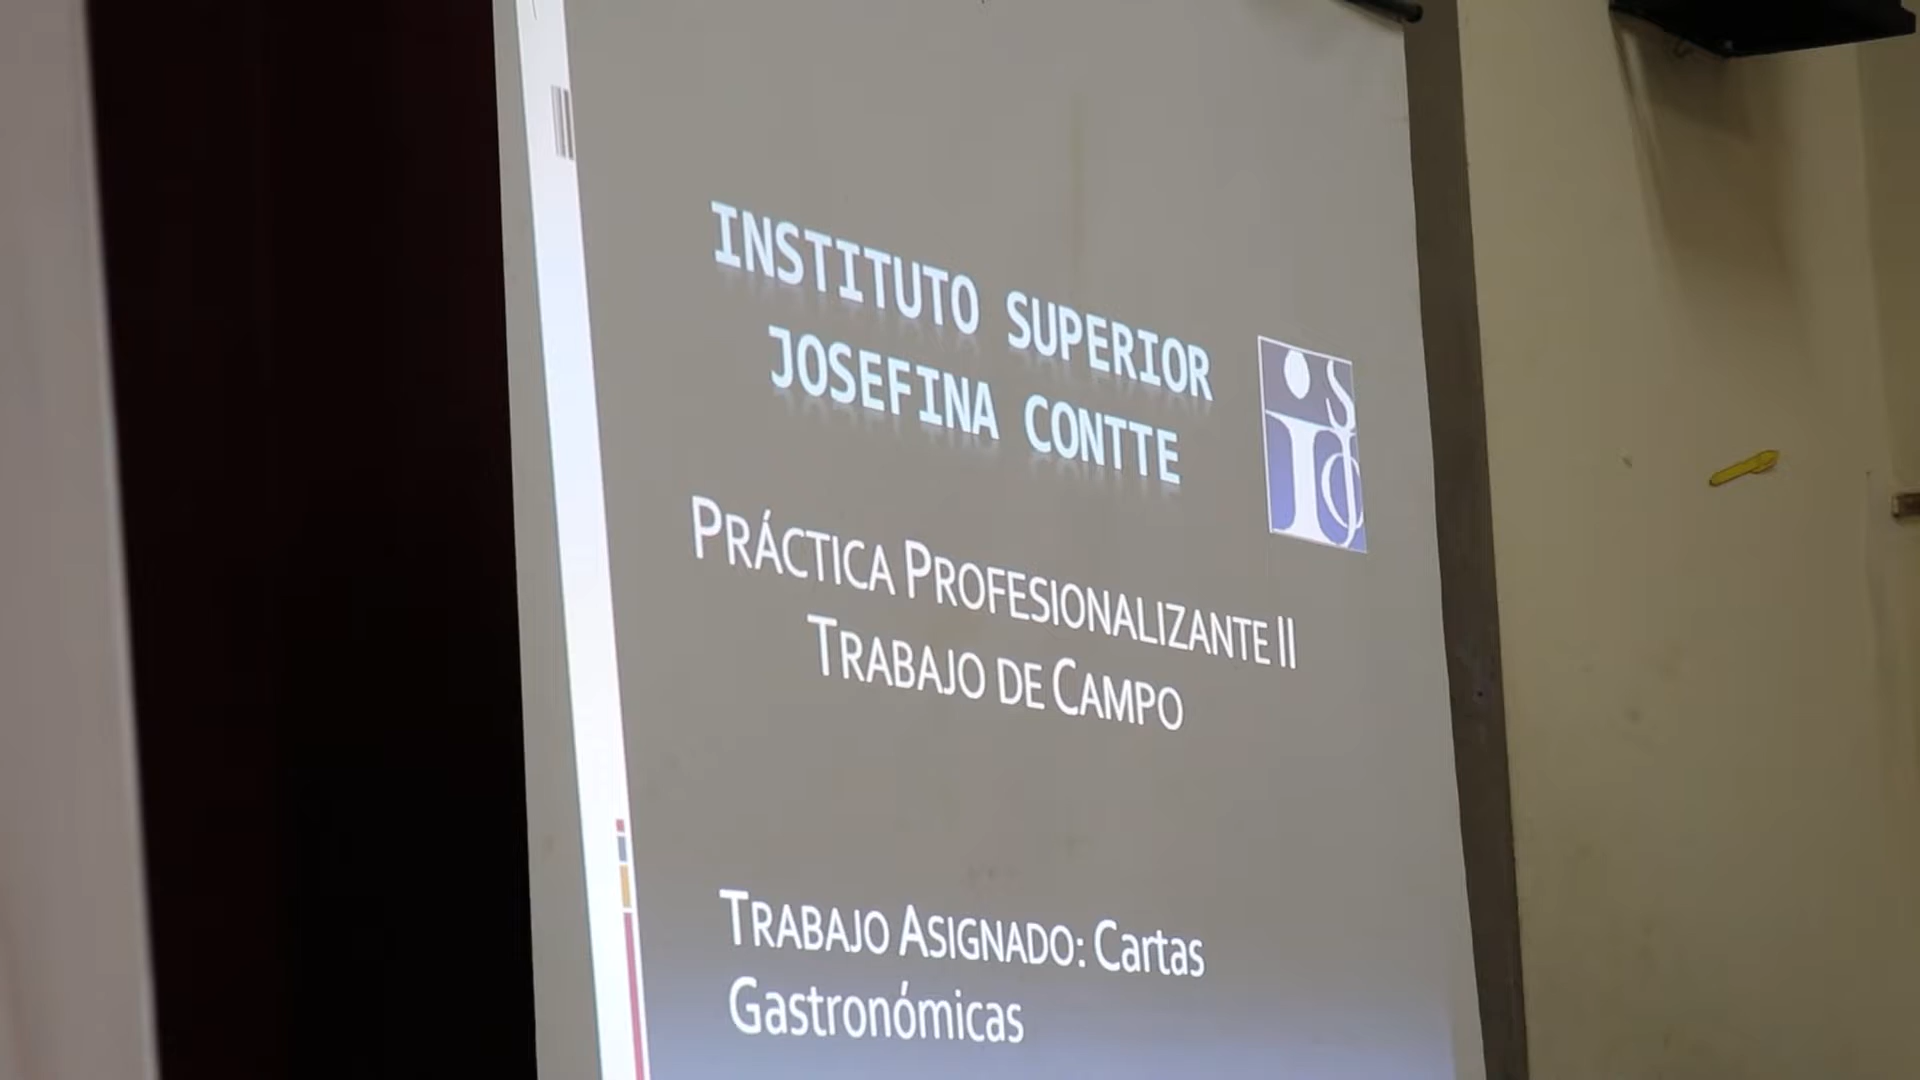 INSTITUTO SUPERIOR
JOSEFINA CONTTE
PRÁCTICA PROFESIONALIZANTE II
TRABAJO DE CAMPO
TRABAJO ASIGNADO: Cartas
Gastronómicas